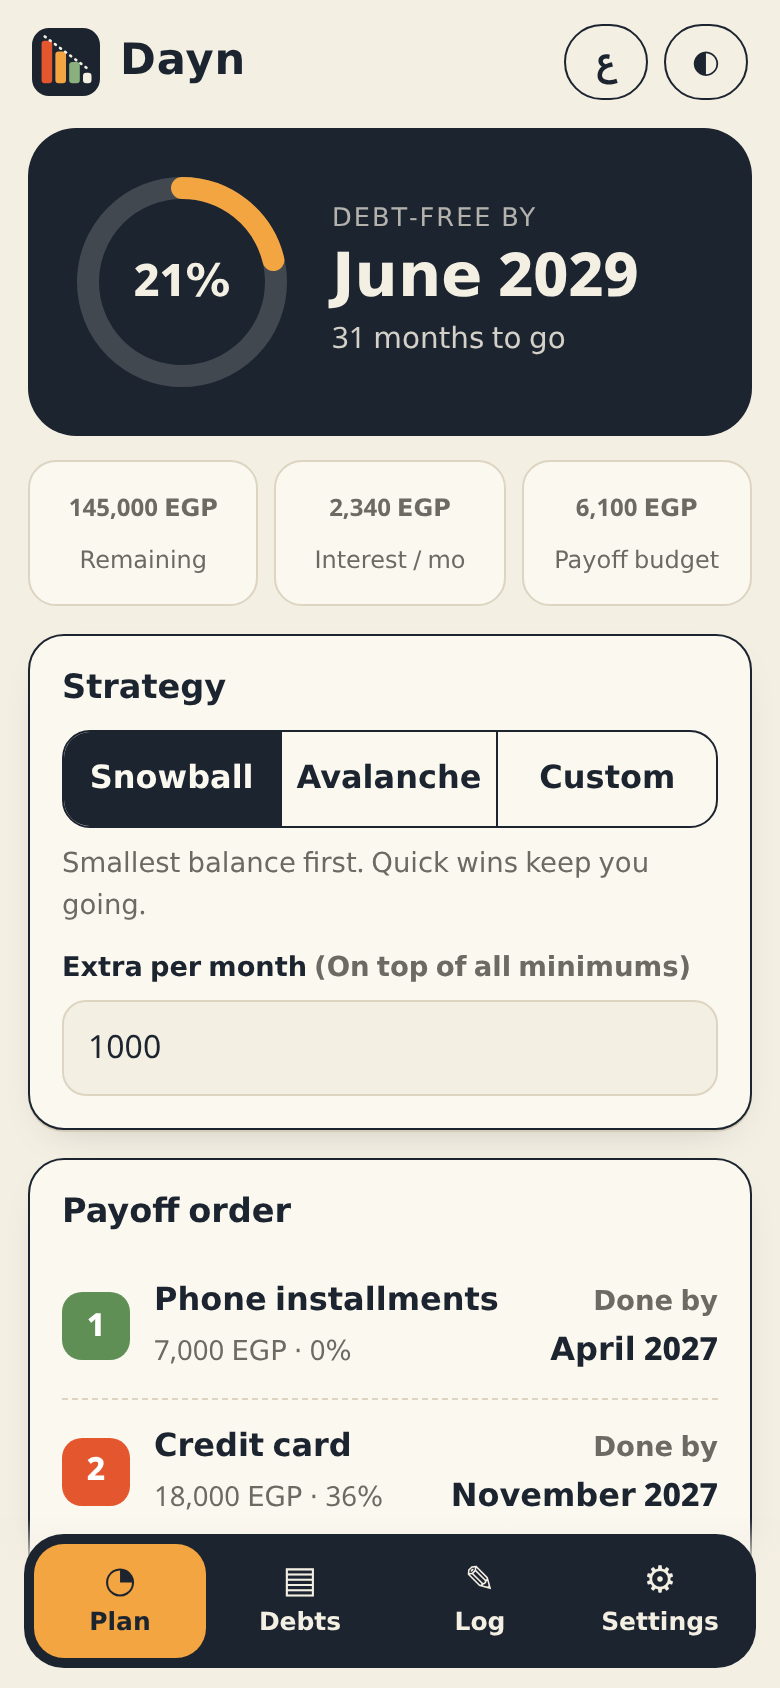 Dayn
ع
21%
DEBT-FREE BY
June 2029
31 months to go
145,000 EGP
Remaining
2,340 EGP
Interest / mo
6,100 EGP
Payoff budget
Strategy
Snowball
Avalanche
Custom
Smallest balance first. Quick wins keep you
going.
Extra per month (On top of all minimums)
1000
Payoff order
1
Phone installments
7,000 EGP · 0%
Done by
April 2027
2
Credit card
18,000 EGP · 36%
Done by
November 2027
Plan
Debts
Log
Settings